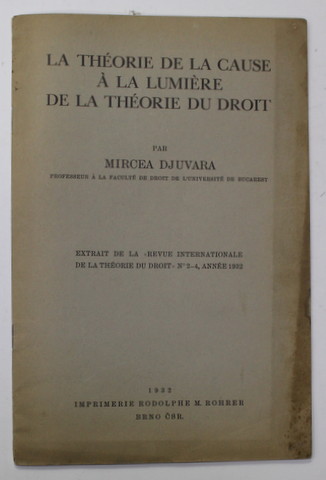 LA THÉORIE DE LA CAUSE
À LA LUMIÈRE
DE LA THÉORIE DU DROIT
PAR
MIRCEA DJUVARA
PROFESSEUR À LA FACULTÉ DE DROIT DE L'UNIVERSITÉ DE BUCAREST
EXTRAIT DE LA «REVUE INTERNATIONALE
DE LA THÉORIE DU DROIT» N° 3–4, ANNÉE 1932
1932
IMPRIMERIE RODOLPHE M. ROHRER
BRNO ČSR.